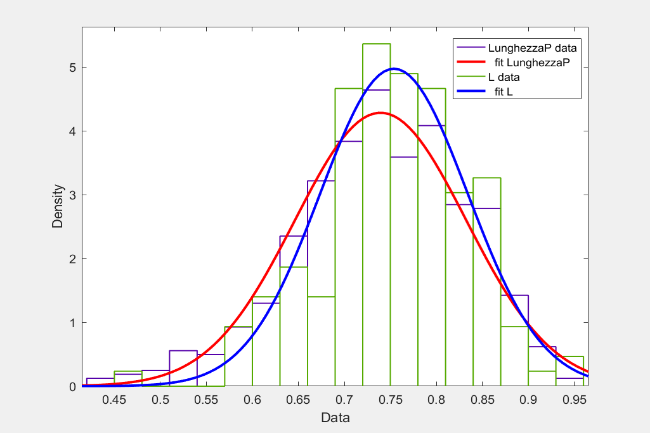 LunghezzaP data
fit LunghezzaP
L data
fit L
5
4
3
2
1
0
Density
0.45 0.5 0.55 0.6 0.65 0.7 0.75 0.8 0.85 0.9 0.95
Data